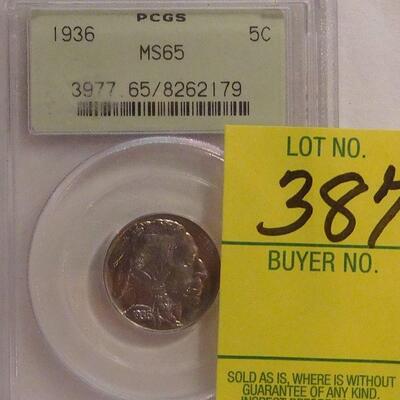 PCGS
1936 5C
MS65
3977.65/8262179
LOT NO.
387
BUYER NO.
SOLD AS IS, WHERE IS WITHOUT
GUARANTEE OF ANY KIND.
1936